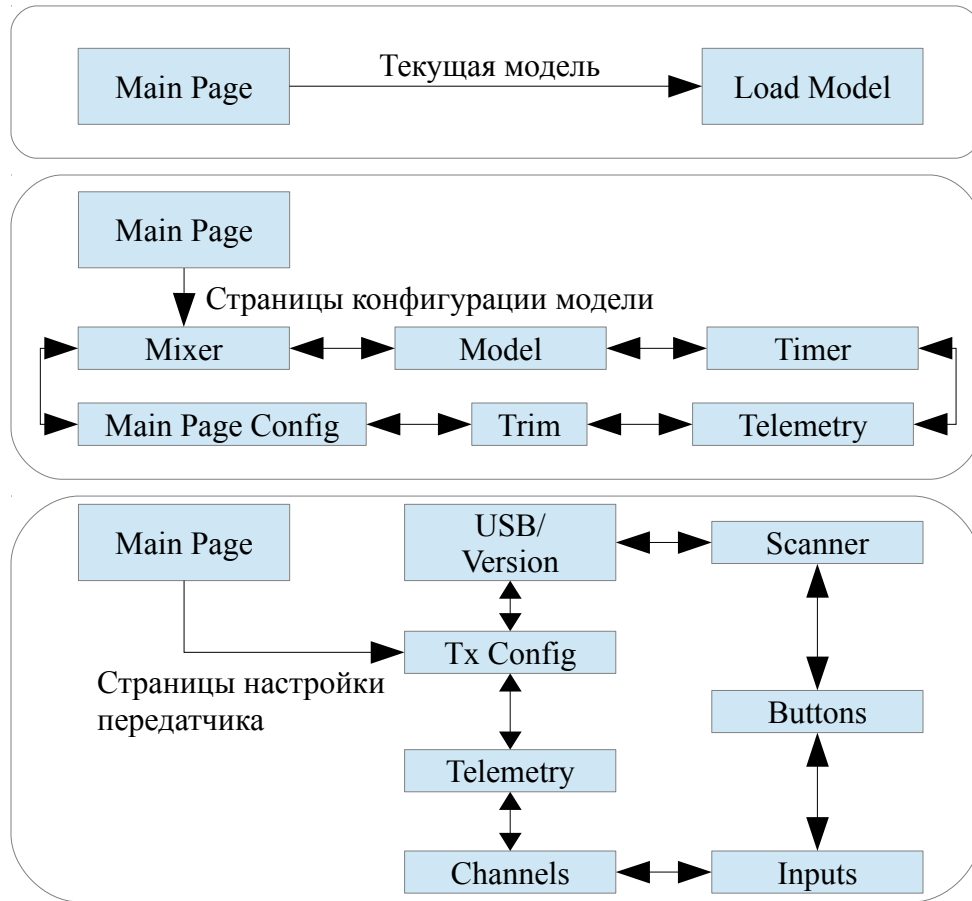 Main Page
Текущая модель
Load Model
Main Page
Страницы конфигурации модели
Mixer
Model
Timer
Main Page Config
Trim
Telemetry
Main Page
USB/
Version
Scanner
Tx Config
Страницы настройки
передатчика
Buttons
Telemetry
Channels
Inputs